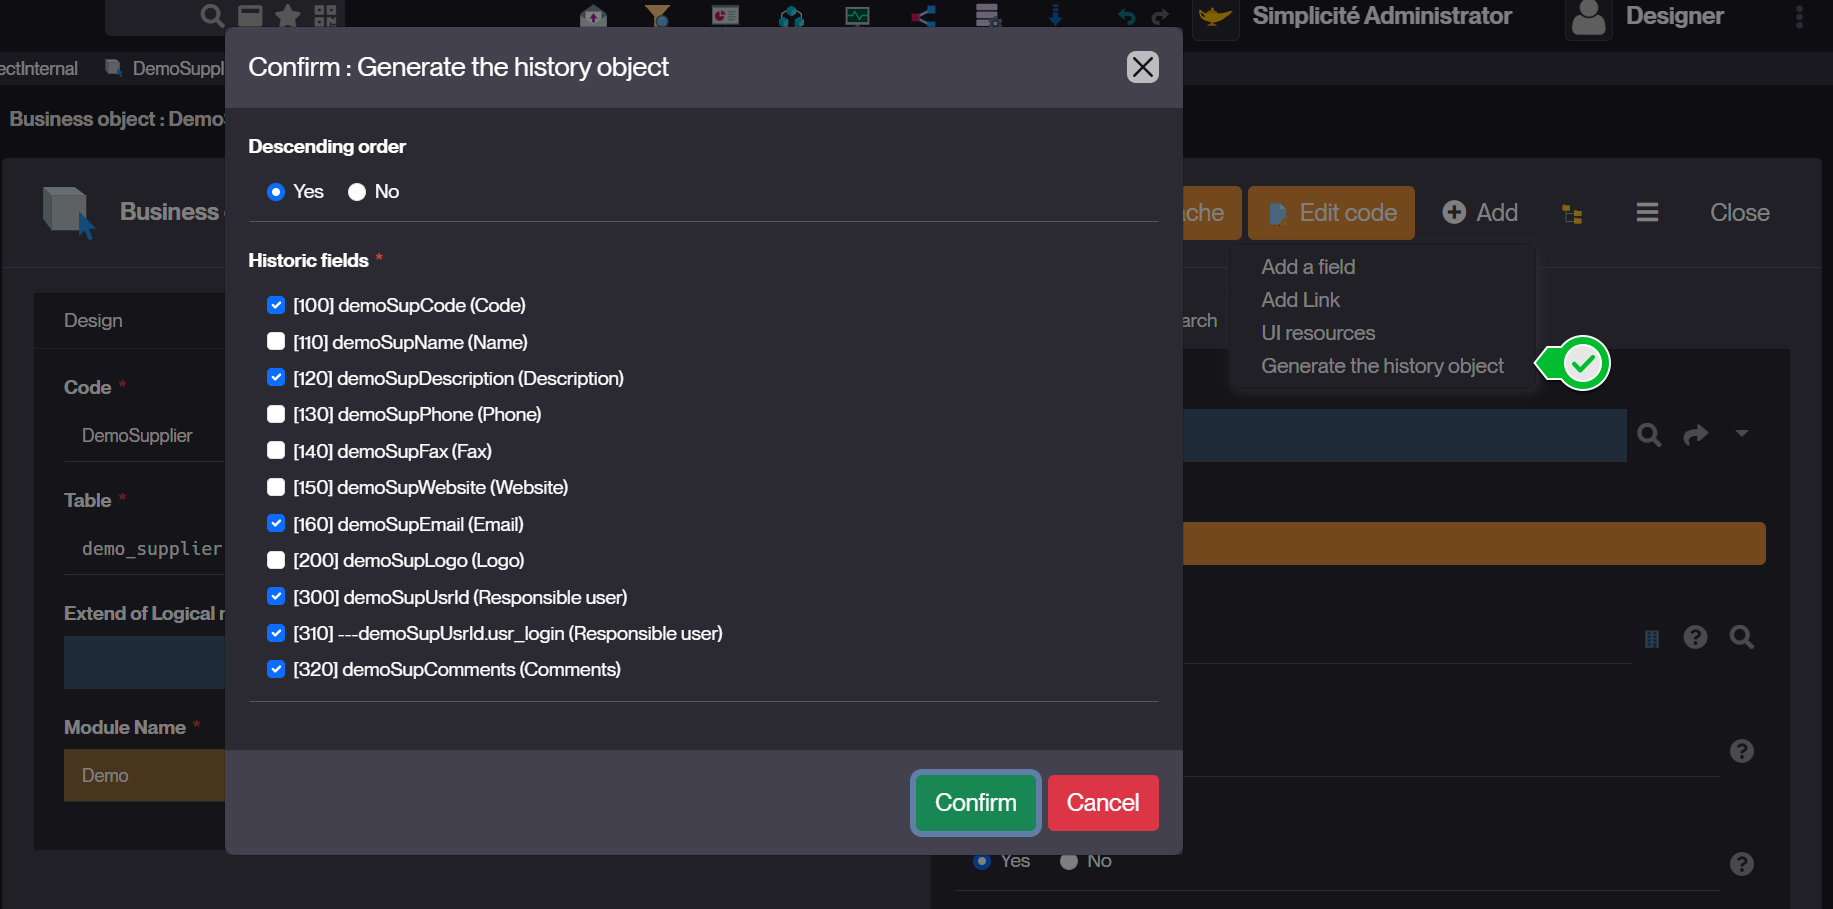 Simplicité Administrator
Designer
ectInternal
DemoSuppl
Confirm : Generate the history object
Business object : Demo
Descending order
Yes
No
Business
che
Edit code
Add
Close
Historic fields *
Add a field
Add Link
UI resources
Generate the history object
[100] demoSupCode (Code)
[110] demoSupName (Name)
[120] demoSupDescription (Description)
[130] demoSupPhone (Phone)
[140] demoSupFax (Fax)
[150] demoSupWebsite (Website)
[160] demoSupEmail (Email)
[200] demoSupLogo (Logo)
[300] demoSupUsrId (Responsible user)
[310] ---demoSupUsrId.usr_login (Responsible user)
[320] demoSupComments (Comments)
Design
arch
Code *
DemoSupplier
Table *
demo_supplier
Extend of Logical
Module Name *
Demo
Confirm
Cancel
Yes
No